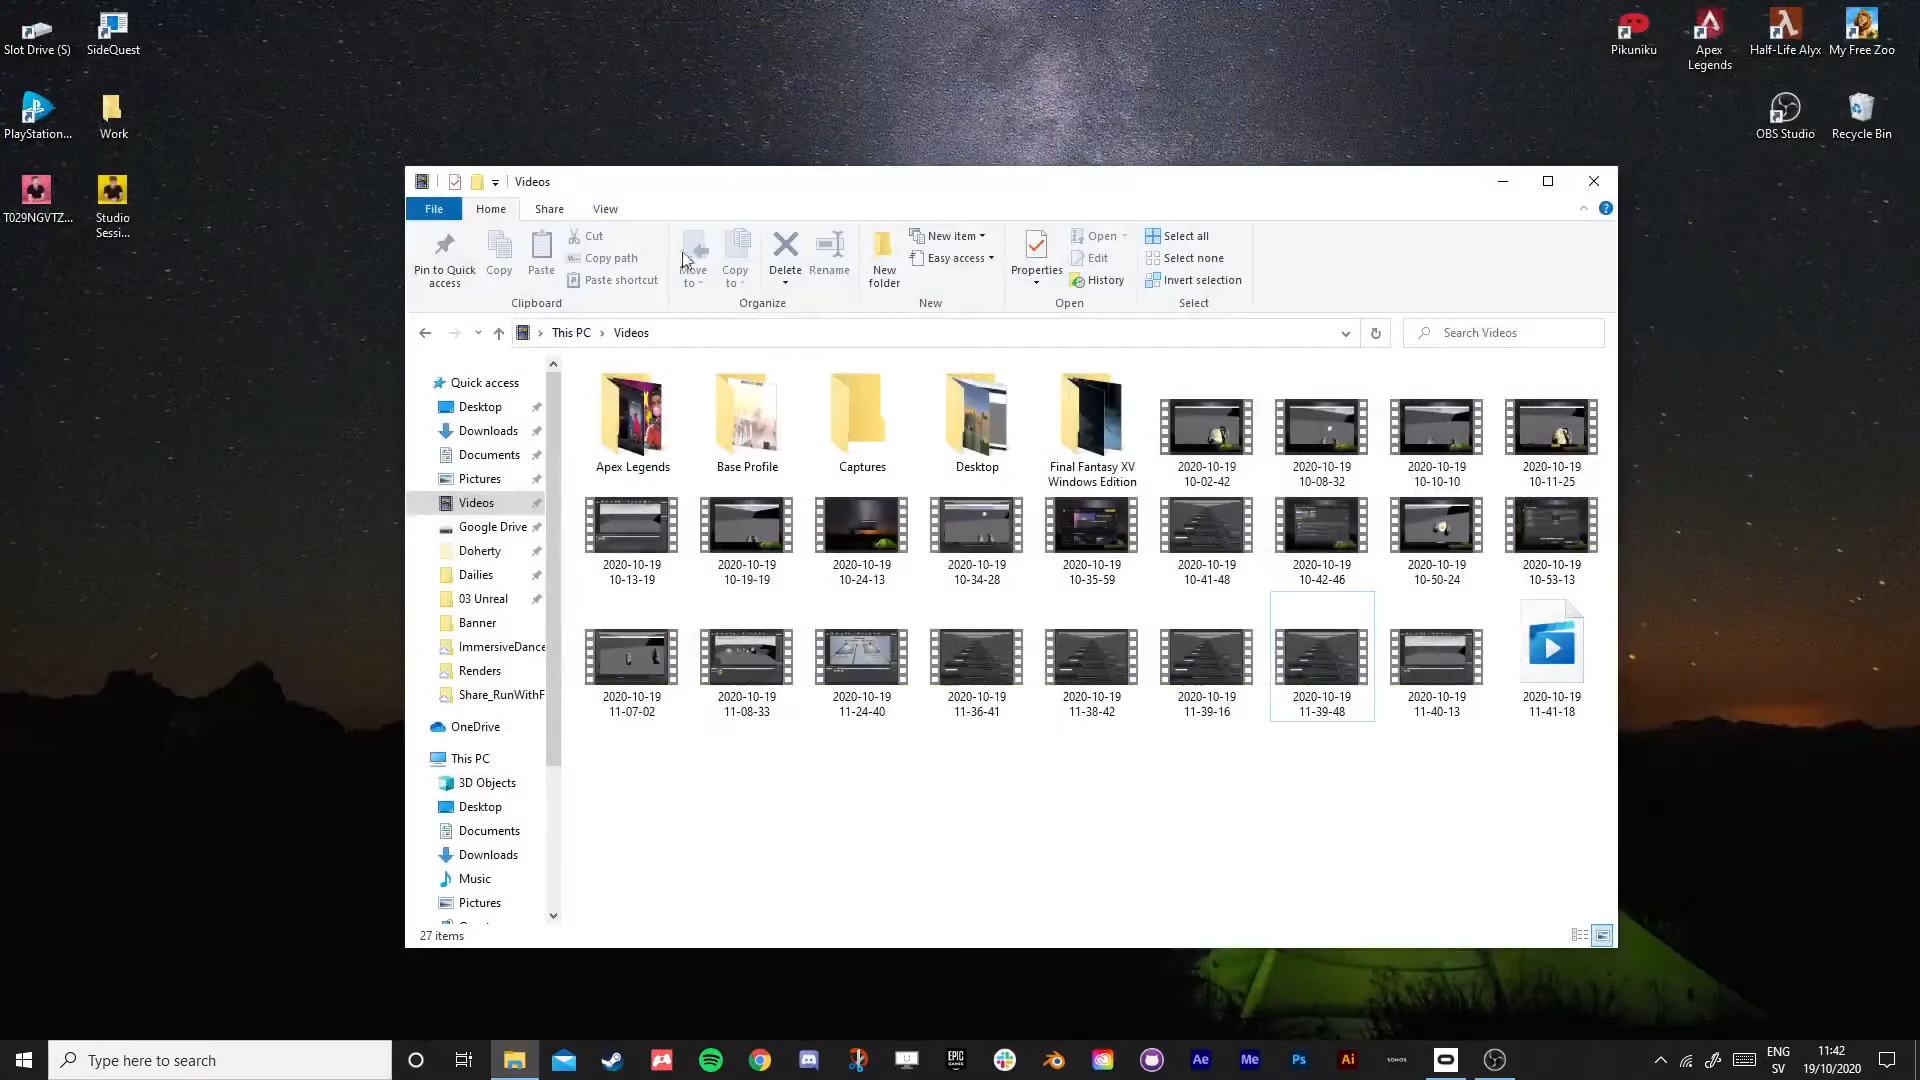 Slot Drive (S)
SideQuest
Pikuniku
Apex
Legends
Half-Life Alyx
My Free Zoo
PlayStation...
Work
OBS Studio
Recycle Bin
T029NGVTZ...
Studio
Sessi...
Videos
File
Home
Share
View
Pin to Quick
access
Copy
Paste
Cut
Copy path
Paste shortcut
Clipboard
Move
to
Copy
to
Delete
Rename
Organize
New
folder
New item
Easy access
New
Properties
Open
Edit
History
Open
Select all
Select none
Invert selection
Select
This PC
Videos
Search Videos
Quick access
Desktop
Downloads
Documents
Pictures
Videos
Google Drive
Doherty
Dailies
03 Unreal
Banner
ImmersiveDance
Renders
Share_RunWithF
OneDrive
This PC
3D Objects
Desktop
Documents
Downloads
Music
Pictures
Apex Legends
Base Profile
Captures
Desktop
Final Fantasy XV
Windows Edition
2020-10-19
10-02-42
2020-10-19
10-08-32
2020-10-19
10-10-10
2020-10-19
10-11-25
2020-10-19
10-13-19
2020-10-19
10-19-19
2020-10-19
10-24-13
2020-10-19
10-34-28
2020-10-19
10-35-59
2020-10-19
10-41-48
2020-10-19
10-42-46
2020-10-19
10-50-24
2020-10-19
10-53-13
2020-10-19
11-07-02
2020-10-19
11-08-33
2020-10-19
11-24-40
2020-10-19
11-36-41
2020-10-19
11-38-42
2020-10-19
11-39-16
2020-10-19
11-39-48
2020-10-19
11-40-13
2020-10-19
11-41-18
27 items
Type here to search
EPIC
GAMES
Ae
Me
Ps
Ai
SONOS
ENG
SV
11:42
19/10/2020